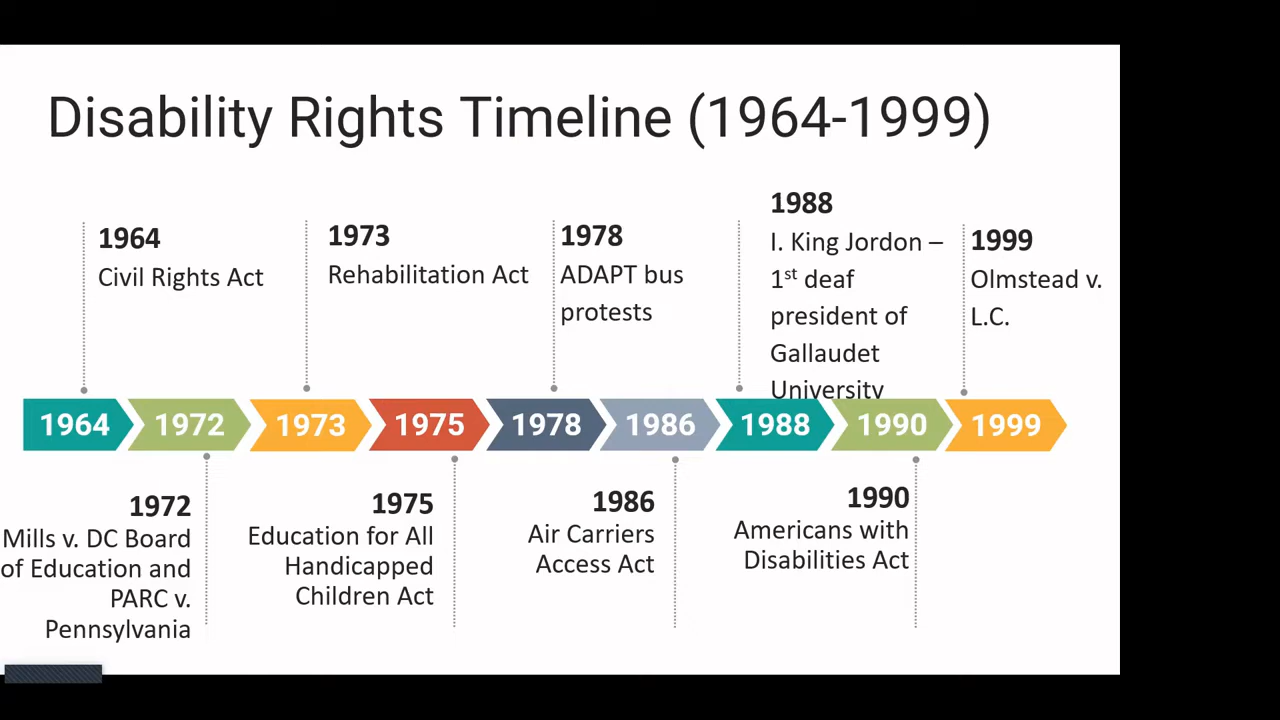 Disability Rights Timeline (1964-1999)
1964
Civil Rights Act
1973
Rehabilitation Act
1978
ADAPT bus
protests
1988
I. King Jordon –
1st deaf
president of
Gallaudet
University
1999
Olmstead v.
L.C.
1964 1972 1973 1975 1978 1986 1988 1990 1999
1972
Mills v. DC Board
of Education and
PARC v.
Pennsylvania
1975
Education for All
Handicapped
Children Act
1986
Air Carriers
Access Act
1990
Americans with
Disabilities Act